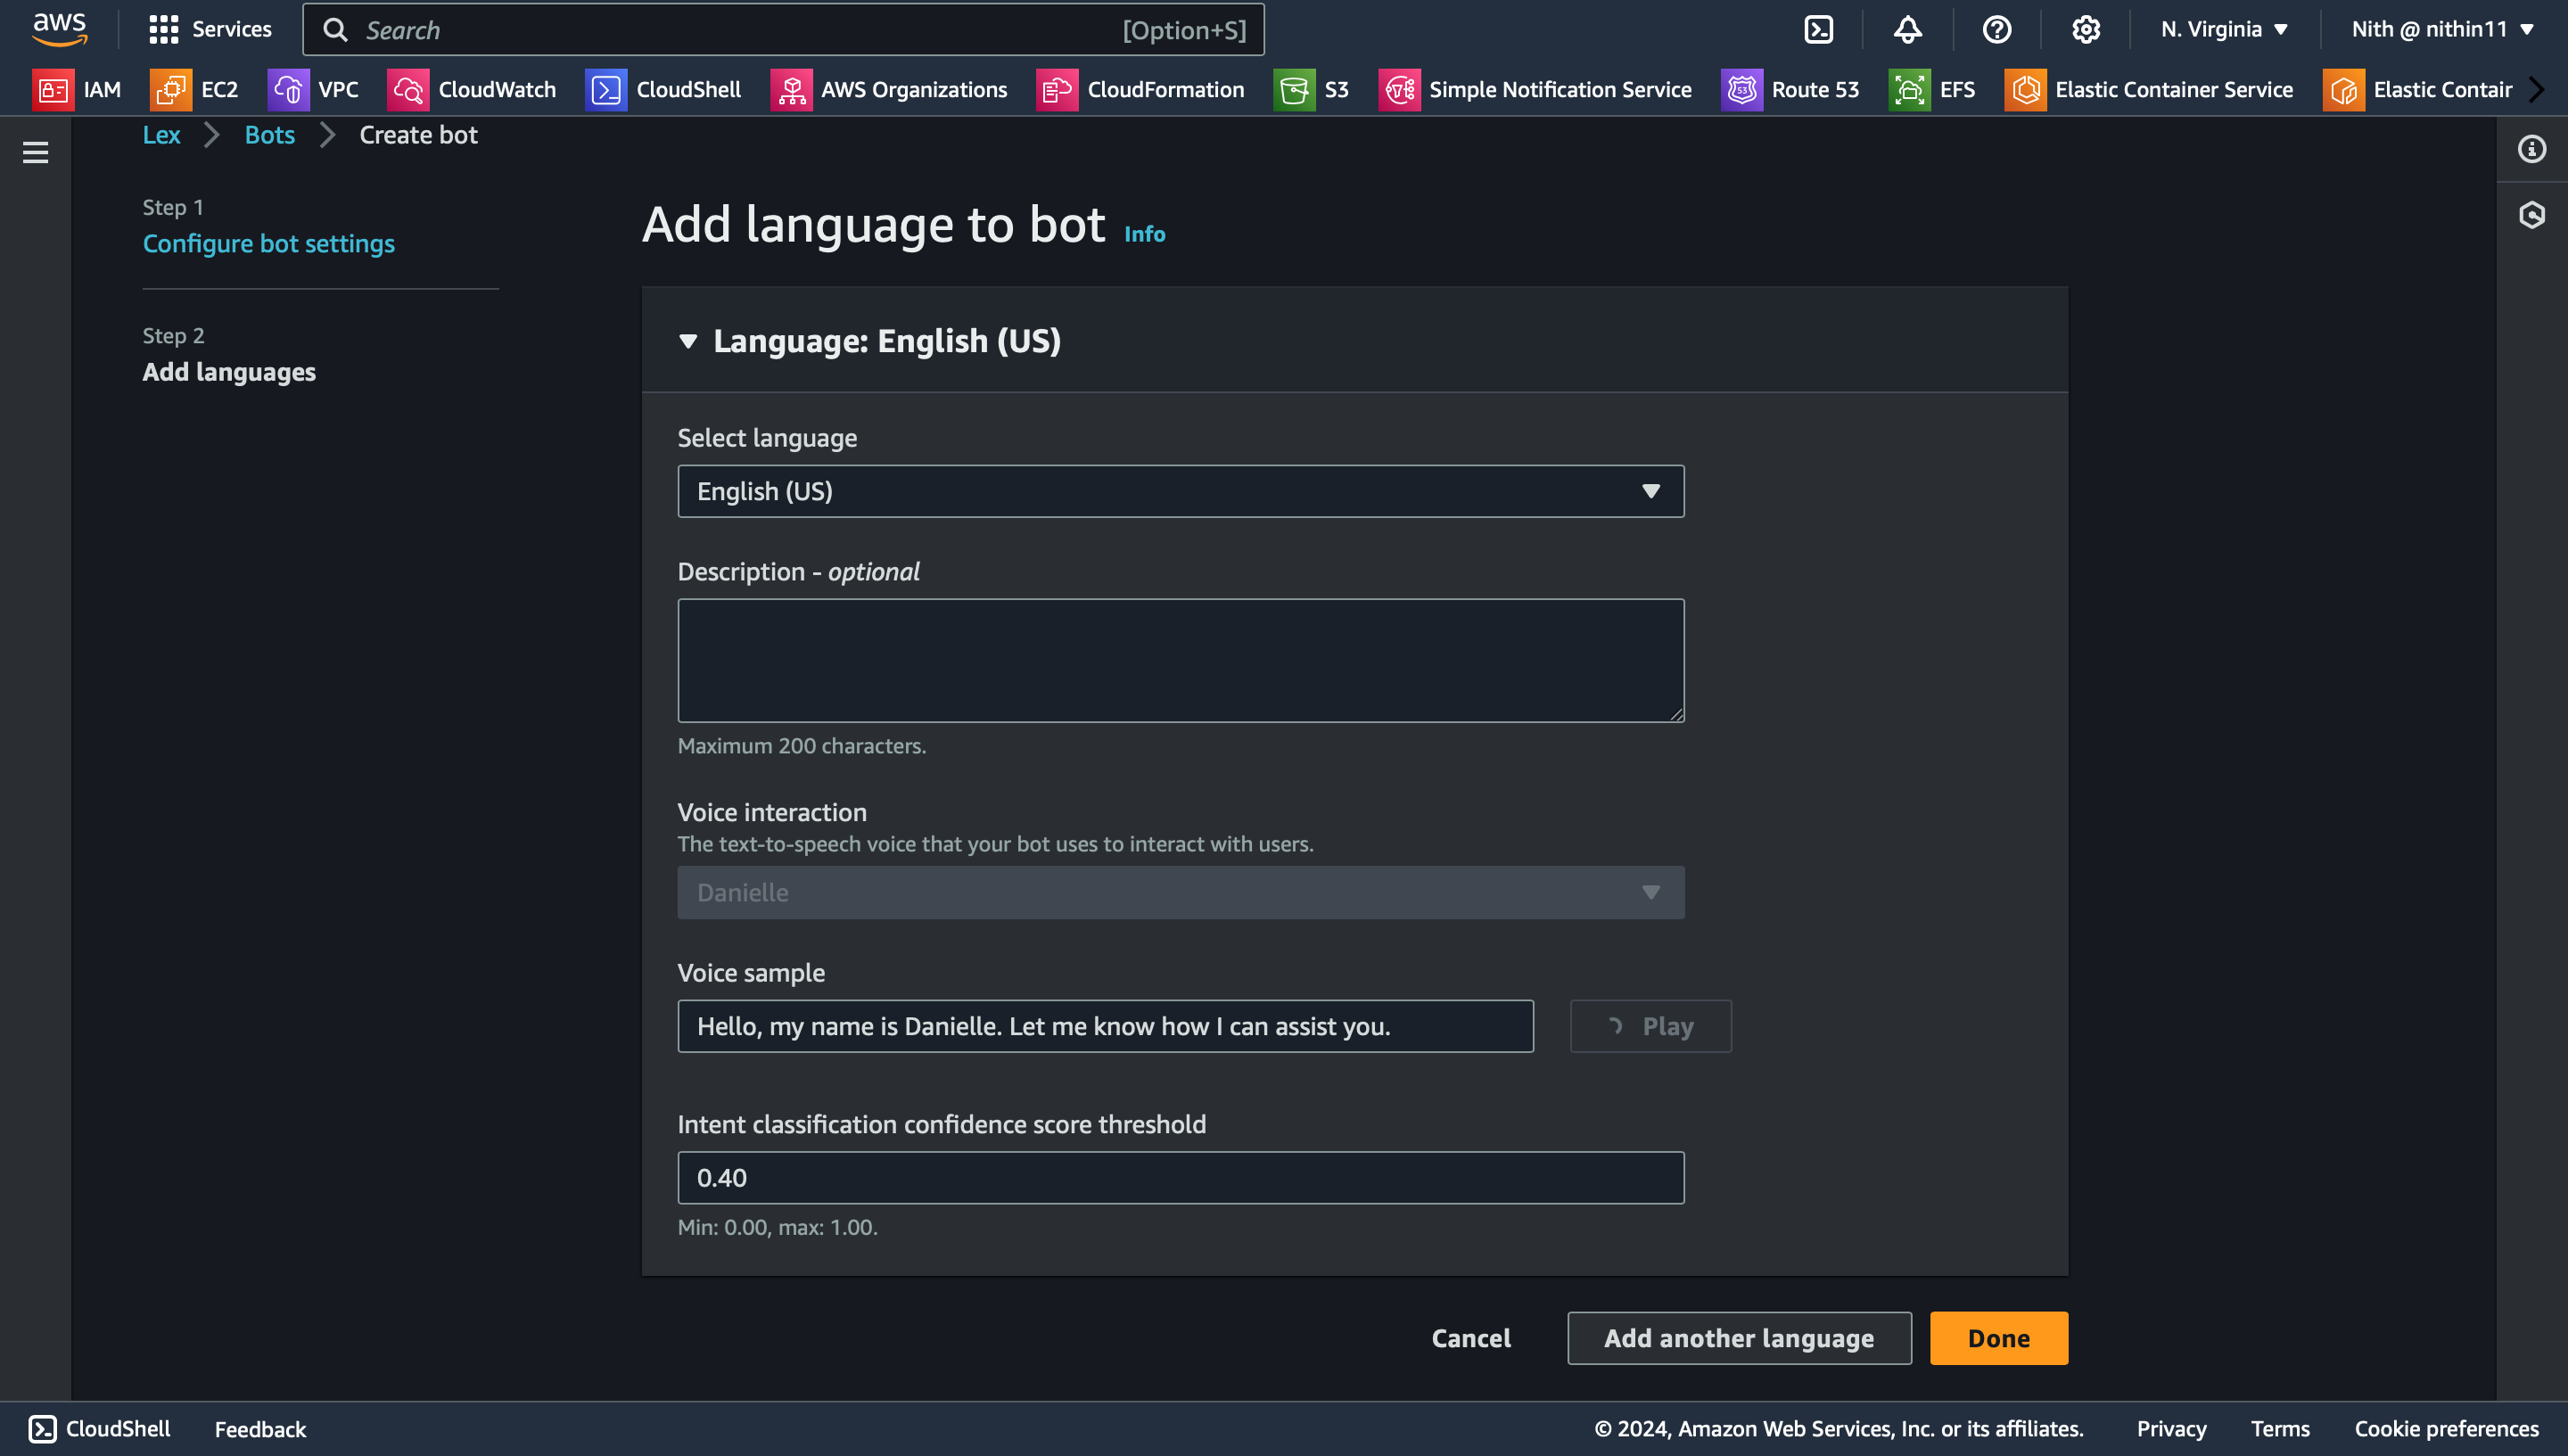 aws
Services
Search
[Option+S]
N. Virginia
Nith @ nithin11
IAM
EC2
VPC
CloudWatch
CloudShell
AWS Organizations
CloudFormation
S3
Simple Notification Service
53
Route 53
EFS
Elastic Container Service
Elastic Contair
Lex
Bots
Create bot
Step 1
Configure bot settings
Step 2
Add languages
Add language to bot Info
Language: English (US)
Select language
English (US)
Description - optional
Maximum 200 characters.
Voice interaction
The text-to-speech voice that your bot uses to interact with users.
Danielle
Voice sample
Hello, my name is Danielle. Let me know how I can assist you.
Play
Intent classification confidence score threshold
0.40
Min: 0.00, max: 1.00.
Cancel
Add another language
Done
CloudShell
Feedback
© 2024, Amazon Web Services, Inc. or its affiliates.
Privacy
Terms
Cookie preferences